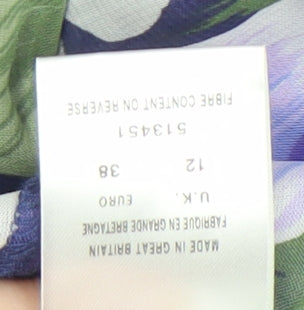 MADE IN GREAT BRITAIN
FABRIQUE EN GRANDE BRETAGNE
U.K. EURO
12 38
513451
FIBRE CONTENT ON REVERSE